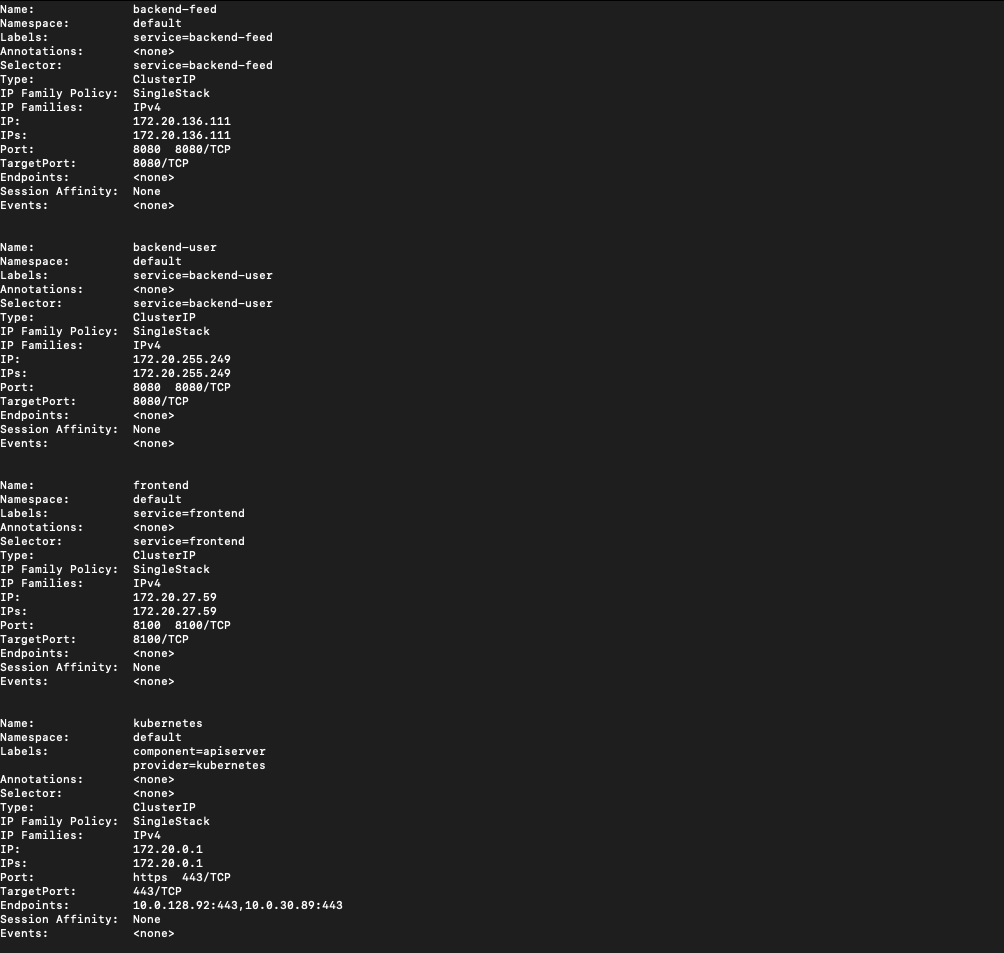 Name:              backend-feed
Namespace:         default
Labels:            service=backend-feed
Annotations:       <none>
Selector:          service=backend-feed
Type:              ClusterIP
IP Family Policy:  SingleStack
IP Families:       IPv4
IP:                172.20.136.111
IPs:               172.20.136.111
Port:              8080  8080/TCP
TargetPort:        8080/TCP
Endpoints:         <none>
Session Affinity:  None
Events:            <none>

Name:              backend-user
Namespace:         default
Labels:            service=backend-user
Annotations:       <none>
Selector:          service=backend-user
Type:              ClusterIP
IP Family Policy:  SingleStack
IP Families:       IPv4
IP:                172.20.255.249
IPs:               172.20.255.249
Port:              8080  8080/TCP
TargetPort:        8080/TCP
Endpoints:         <none>
Session Affinity:  None
Events:            <none>

Name:              frontend
Namespace:         default
Labels:            service=frontend
Annotations:       <none>
Selector:          service=frontend
Type:              ClusterIP
IP Family Policy:  SingleStack
IP Families:       IPv4
IP:                172.20.27.59
IPs:               172.20.27.59
Port:              8100  8100/TCP
TargetPort:        8100/TCP
Endpoints:         <none>
Session Affinity:  None
Events:            <none>

Name:              kubernetes
Namespace:         default
Labels:            component=apiserver
                   provider=kubernetes
Annotations:       <none>
Selector:          <none>
Type:              ClusterIP
IP Family Policy:  SingleStack
IP Families:       IPv4
IP:                172.20.0.1
IPs:               172.20.0.1
Port:              https  443/TCP
TargetPort:        443/TCP
Endpoints:         10.0.128.92:443,10.0.30.89:443
Session Affinity:  None
Events:            <none>